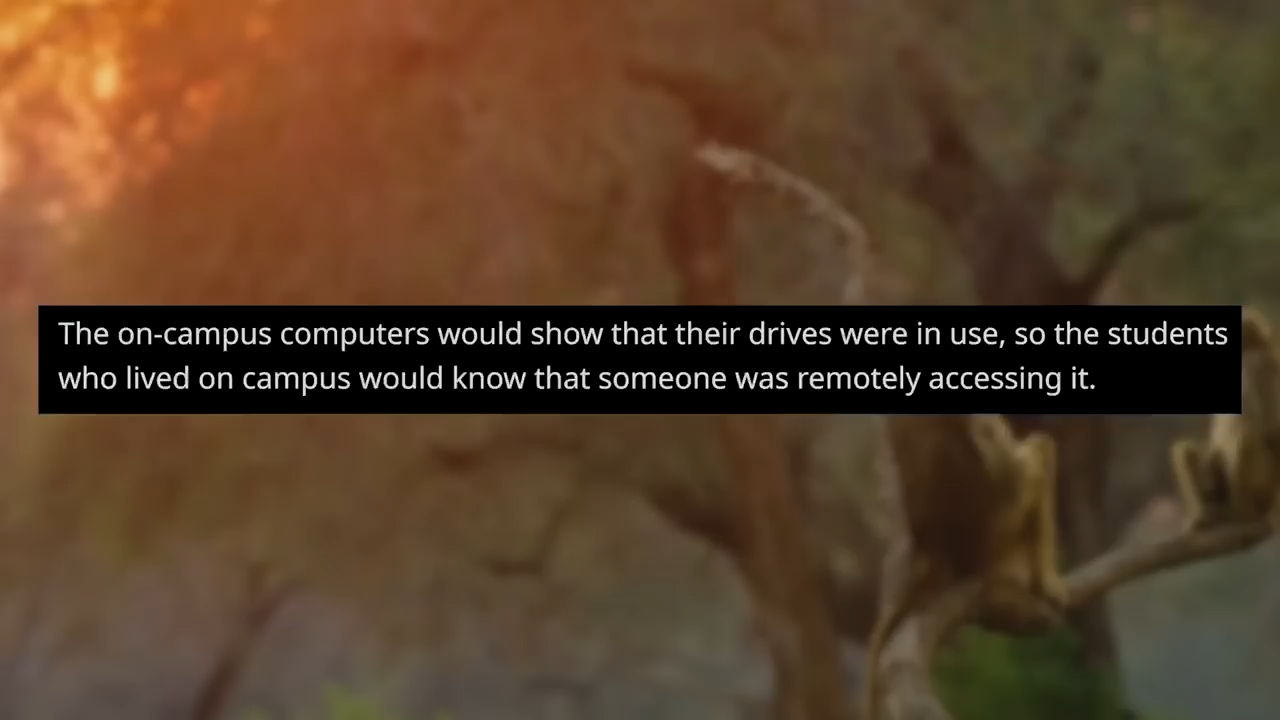 The on-campus computers would show that their drives were in use, so the students
who lived on campus would know that someone was remotely accessing it.